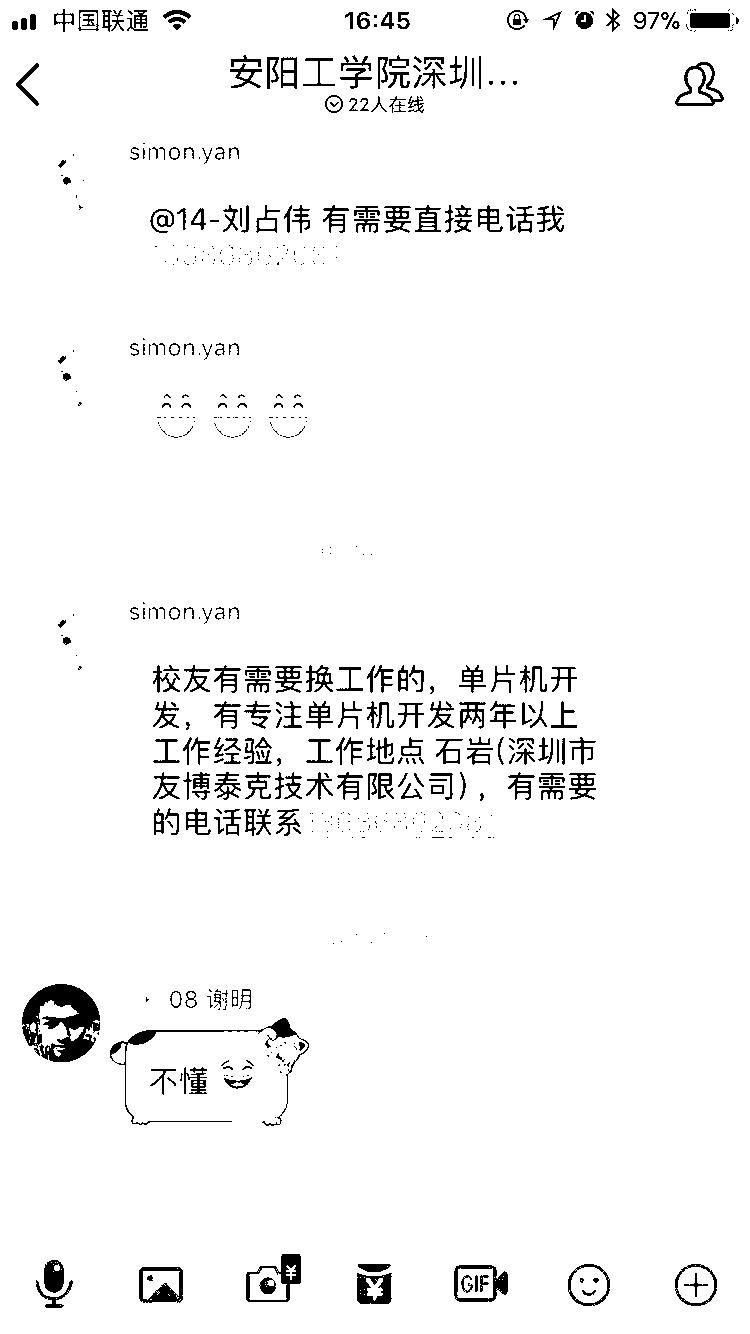 中国联通 16:45 97%
安阳工学院深圳...
22人在线
simon.yan
@14-刘占伟 有需要直接电话我
simon.yan
simon.yan
校友有需要换工作的，单片机开
发，有专注单片机开发两年以上
工作经验，工作地点 石岩(深圳市
友博泰克技术有限公司)，有需要
的电话联系
08 谢明
不懂
¥
¥
GIF